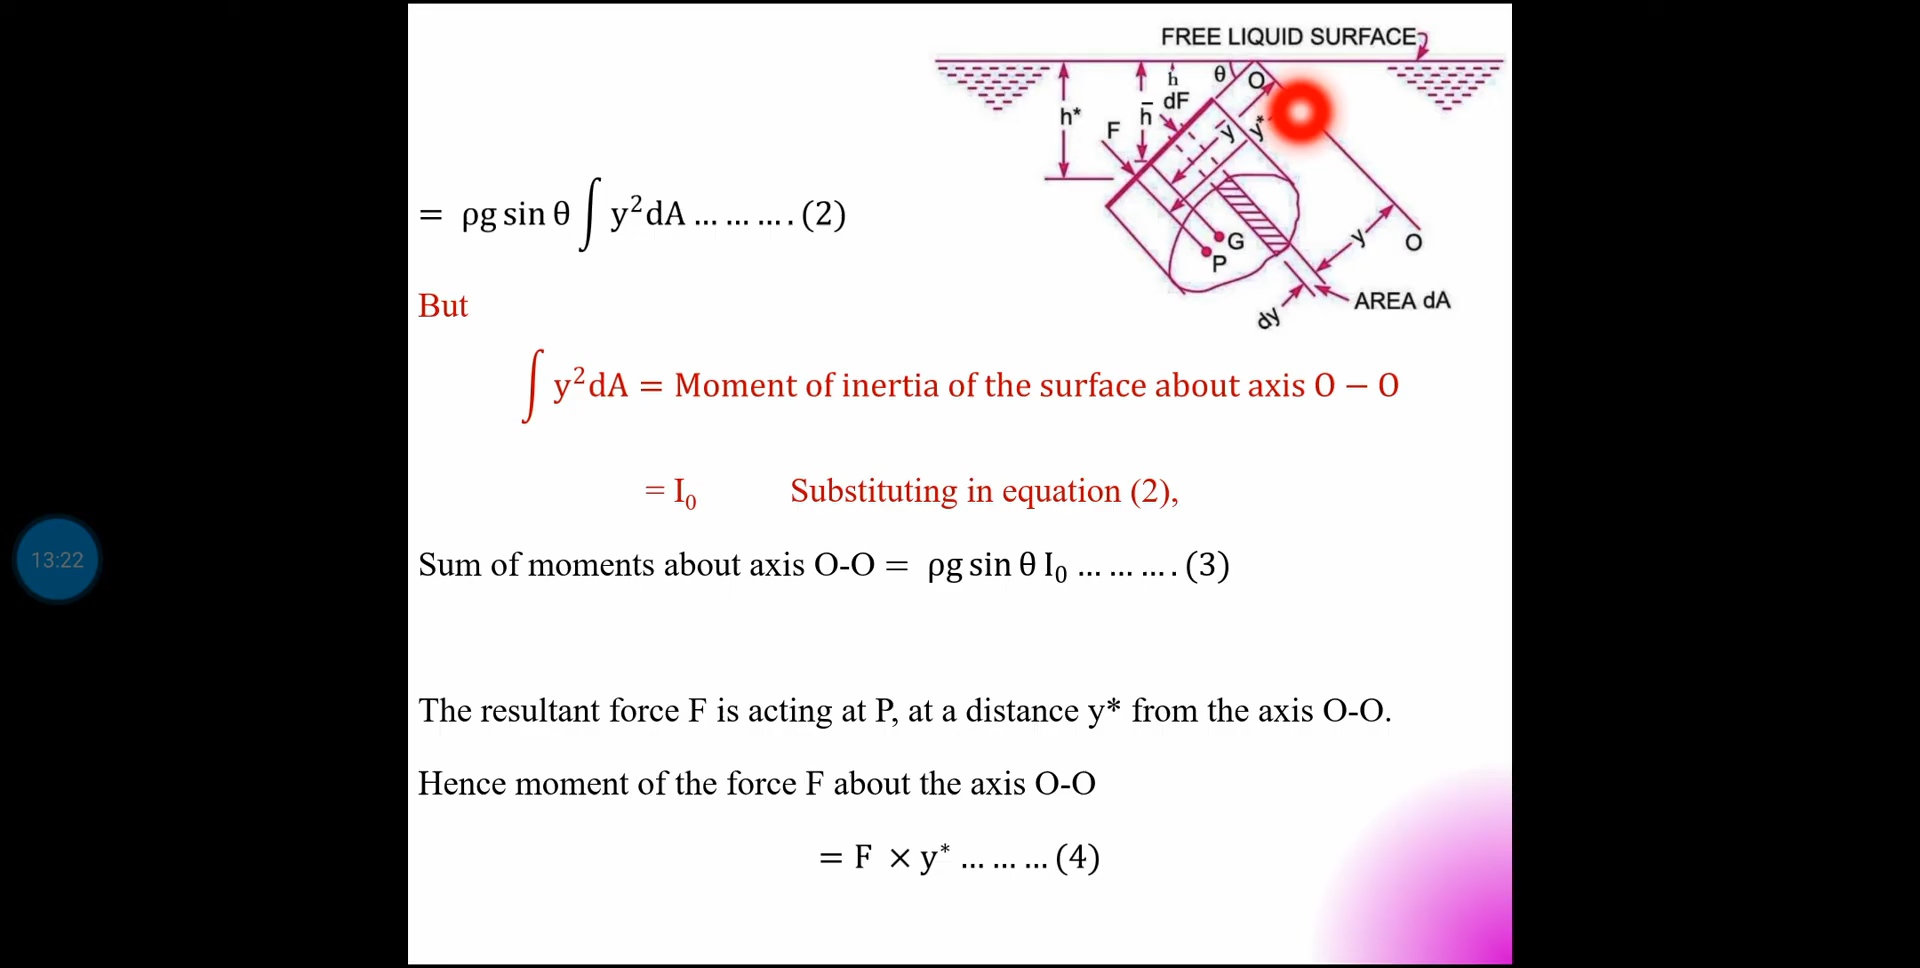 FREE LIQUID SURFACE
θ O
h
dF
h*
h̄
F
ȳ
y*
G
P
y
O
AREA dA
dy
= ρg sin θ ∫ y²dA … … … . (2)
But
∫ y²dA = Moment of inertia of the surface about axis O − O
= I₀ Substituting in equation (2),
13:22
Sum of moments about axis O-O = ρg sin θ I₀ … … … . (3)
The resultant force F is acting at P, at a distance y* from the axis O-O.
Hence moment of the force F about the axis O-O
= F × y* … … … (4)